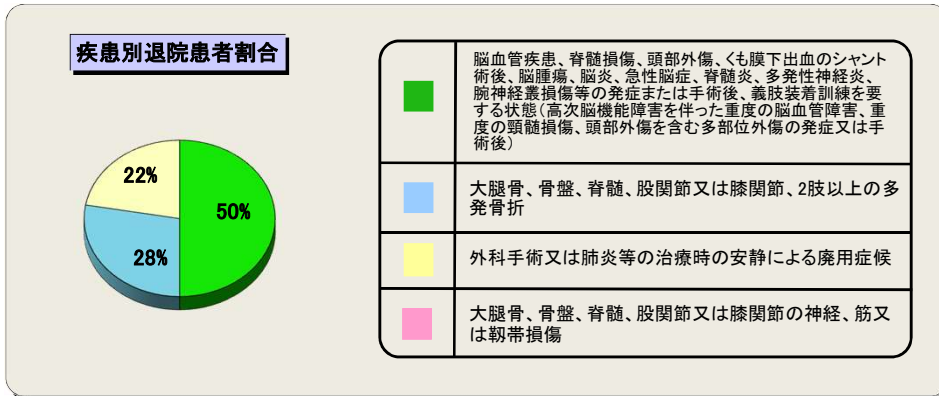 疾患別退院患者割合
22%
50%
28%
脳血管疾患、脊髄損傷、頭部外傷、くも膜下出血のシャント
術後、脳腫瘍、脳炎、急性脳症、脊髄炎、多発性神経炎、
腕神経叢損傷等の発症または手術後、義肢装着訓練を要
する状態（高次脳機能障害を伴った重度の脳血管障害、重
度の頸髄損傷、頭部外傷を含む多部位外傷の発症又は手
術後）
大腿骨、骨盤、脊髄、股関節又は膝関節、2肢以上の多
発骨折
外科手術又は肺炎等の治療時の安静による廃用症候
大腿骨、骨盤、脊髄、股関節又は膝関節の神経、筋又
は靱帯損傷